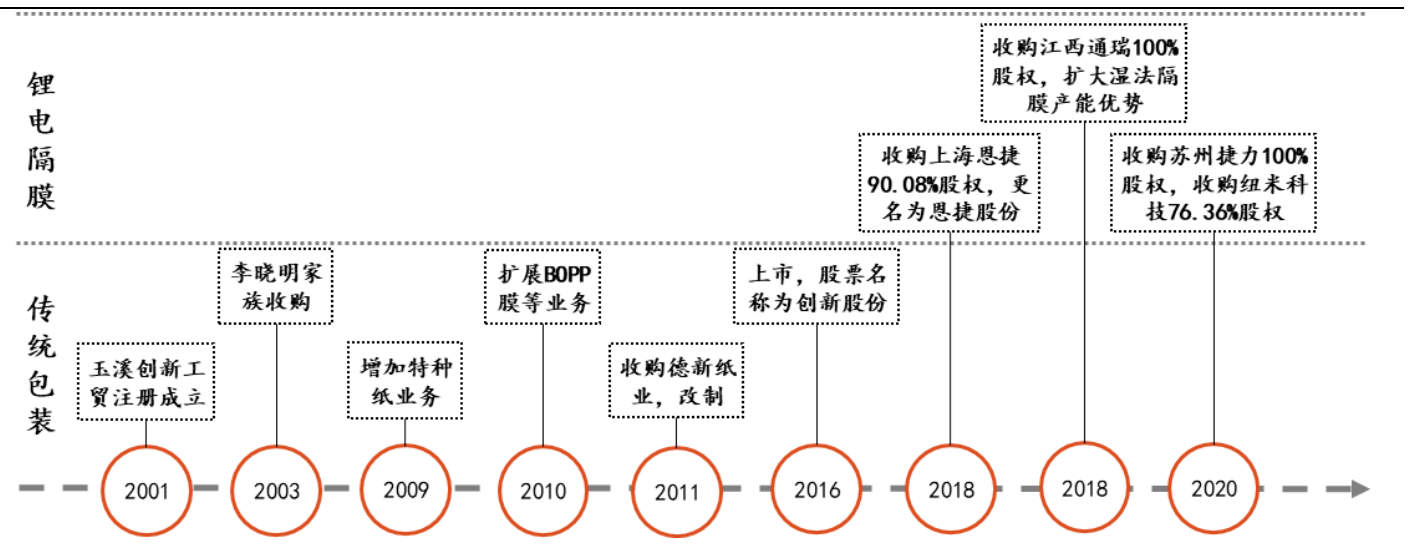 锂电隔膜
收购江西通瑞100%
股权，扩大湿法隔
膜产能优势
收购上海恩捷
90.08%股权，更
名为恩捷股份
收购苏州捷力100%
股权，收购纽米科
技76.36%股权
传统包装
李晓明家
族收购
扩展BOPP
膜等业务
上市，股票名
称为创新股份
玉溪创新工
贸注册成立
增加特种
纸业务
收购德新纸
业，改制
2001
2003
2009
2010
2011
2016
2018
2018
2020